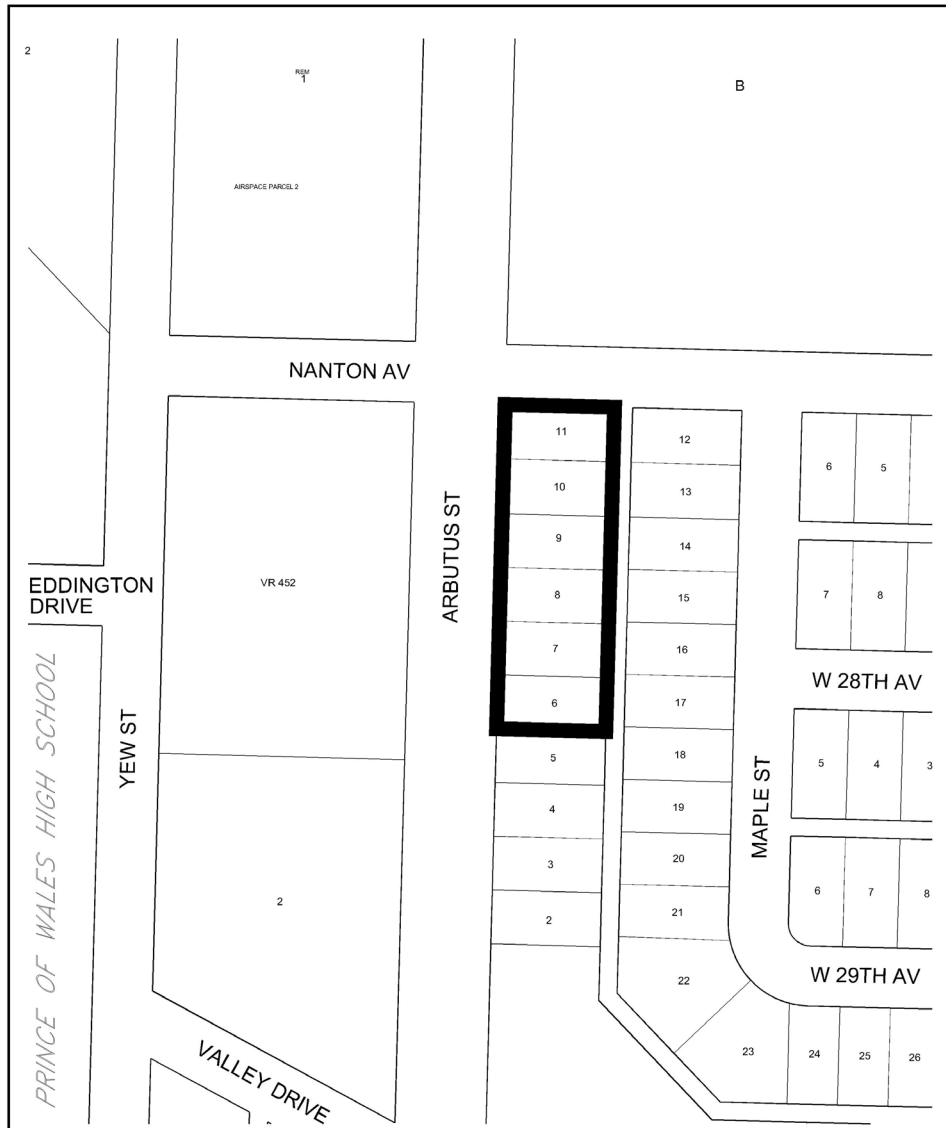 2
REM
1
B
AIRSPACE PARCEL 2
NANTON AV
11
12
6
5
10
13
9
14
EDDINGTON
DRIVE
VR 452
ARBUTUS ST
8
15
7
8
7
16
W 28TH AV
6
17
PRINCE OF WALES HIGH SCHOOL
YEW ST
5
18
5
4
3
4
19
MAPLE ST
3
20
6
7
8
2
2
21
22
W 29TH AV
VALLEY DRIVE
23
24
25
26